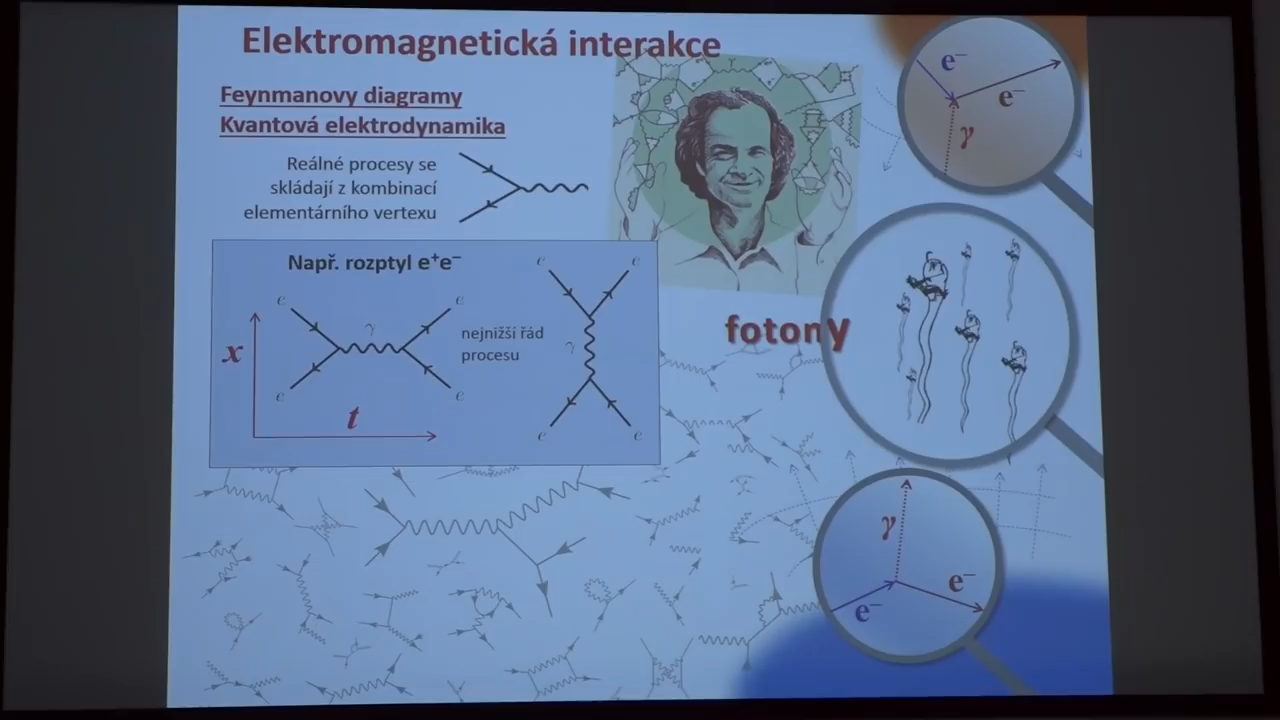 Elektromagnetická interakce
Feynmanovy diagramy
Kvantová elektrodynamika
Reálné procesy se
skládají z kombinací
elementárního vertexu
Např. rozptyl e⁺e⁻
e
e
γ
e
e
x
t
nejnižší řád
procesu
e
e
γ
e
e
fotony
e⁻
e⁻
γ
γ
e⁻
e⁻